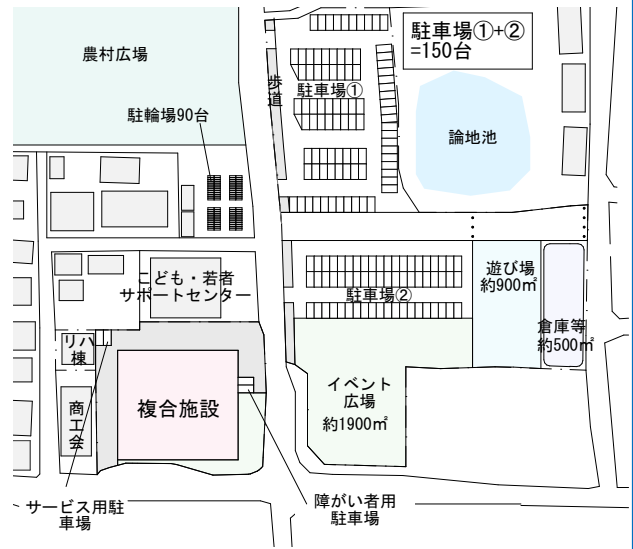 農村広場
駐車場①+②
=150台
歩道
駐車場①
駐輪場90台
論地池
こども・若者
サポートセンター
駐車場②
遊び場
約900㎡
倉庫等
約500㎡
リハ
棟
複合施設
イベント
広場
約1900㎡
商工会
サービス用駐
車場
障がい者用
駐車場